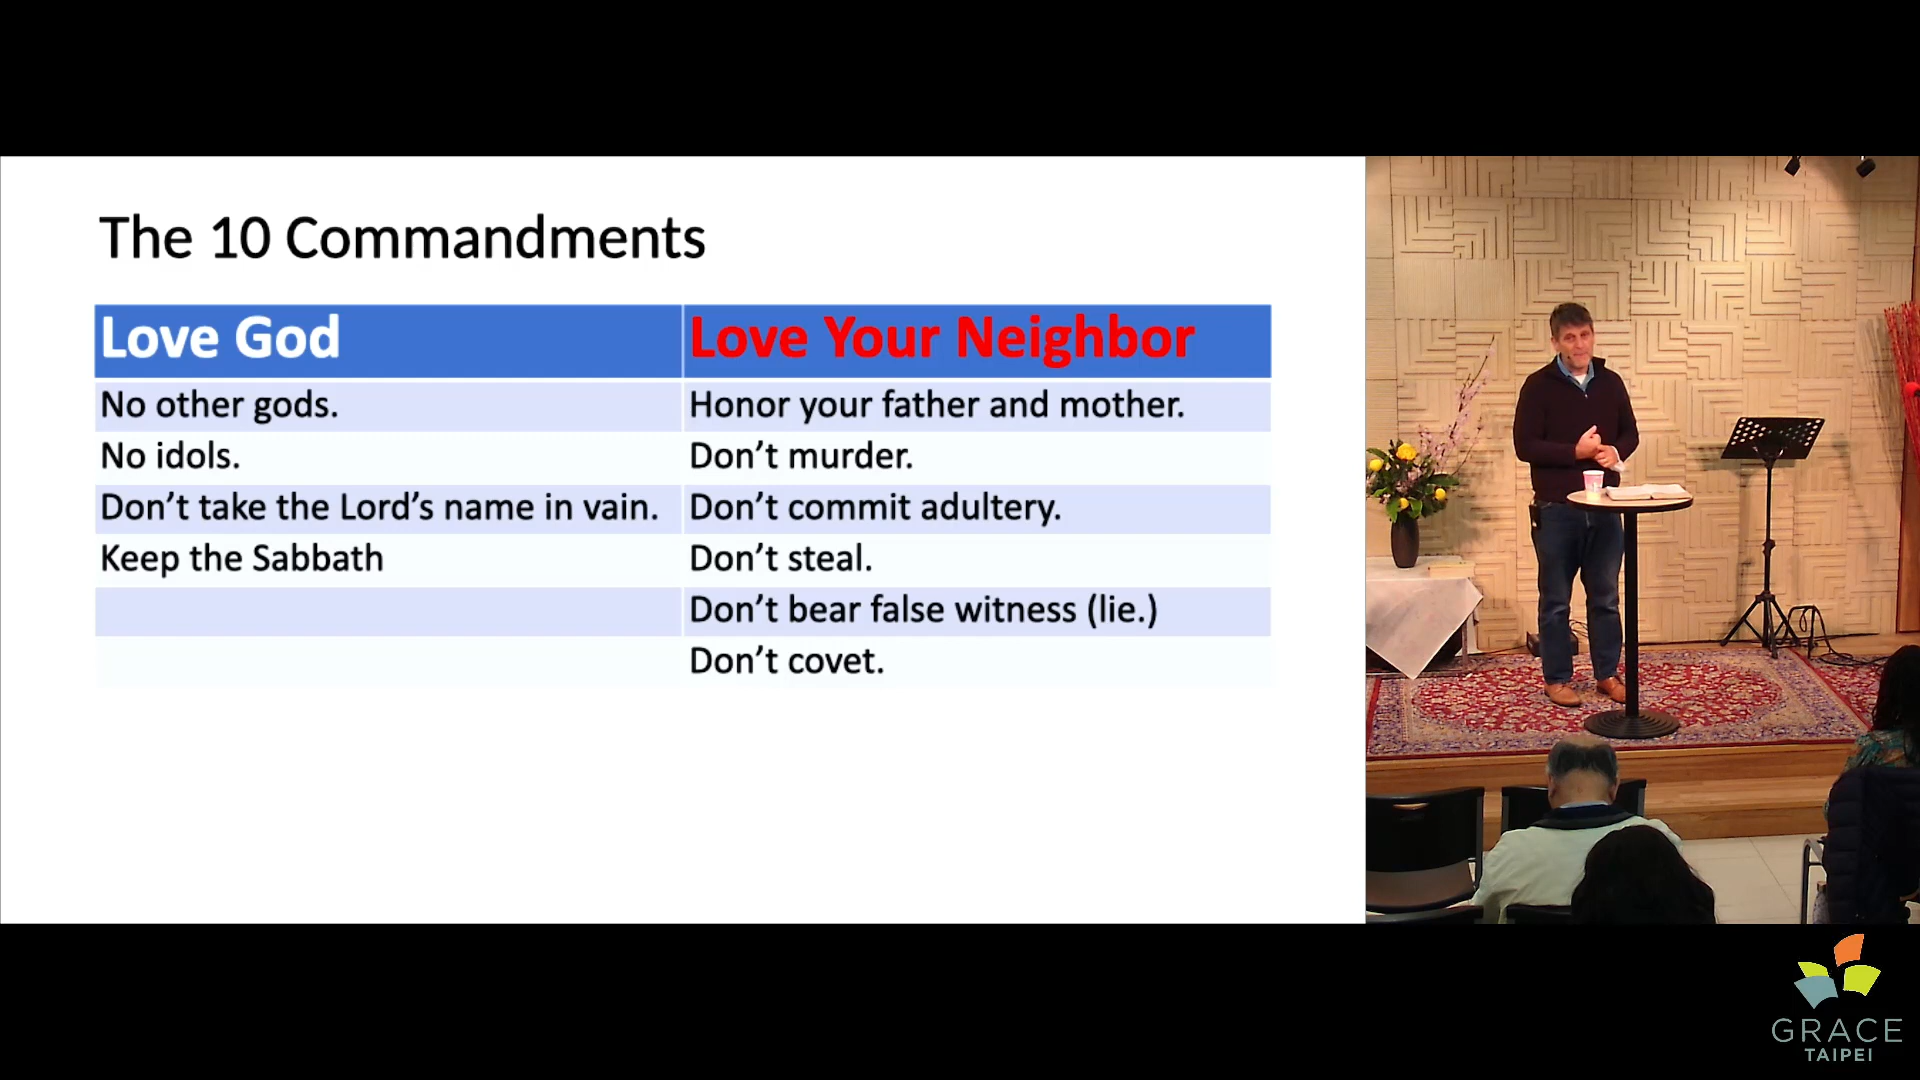 The 10 Commandments
Love God
Love Your Neighbor
No other gods.
Honor your father and mother.
No idols.
Don't murder.
Don't take the Lord's name in vain.
Don't commit adultery.
Keep the Sabbath
Don't steal.
Don't bear false witness (lie.)
Don't covet.
GRACE
TAIPEI